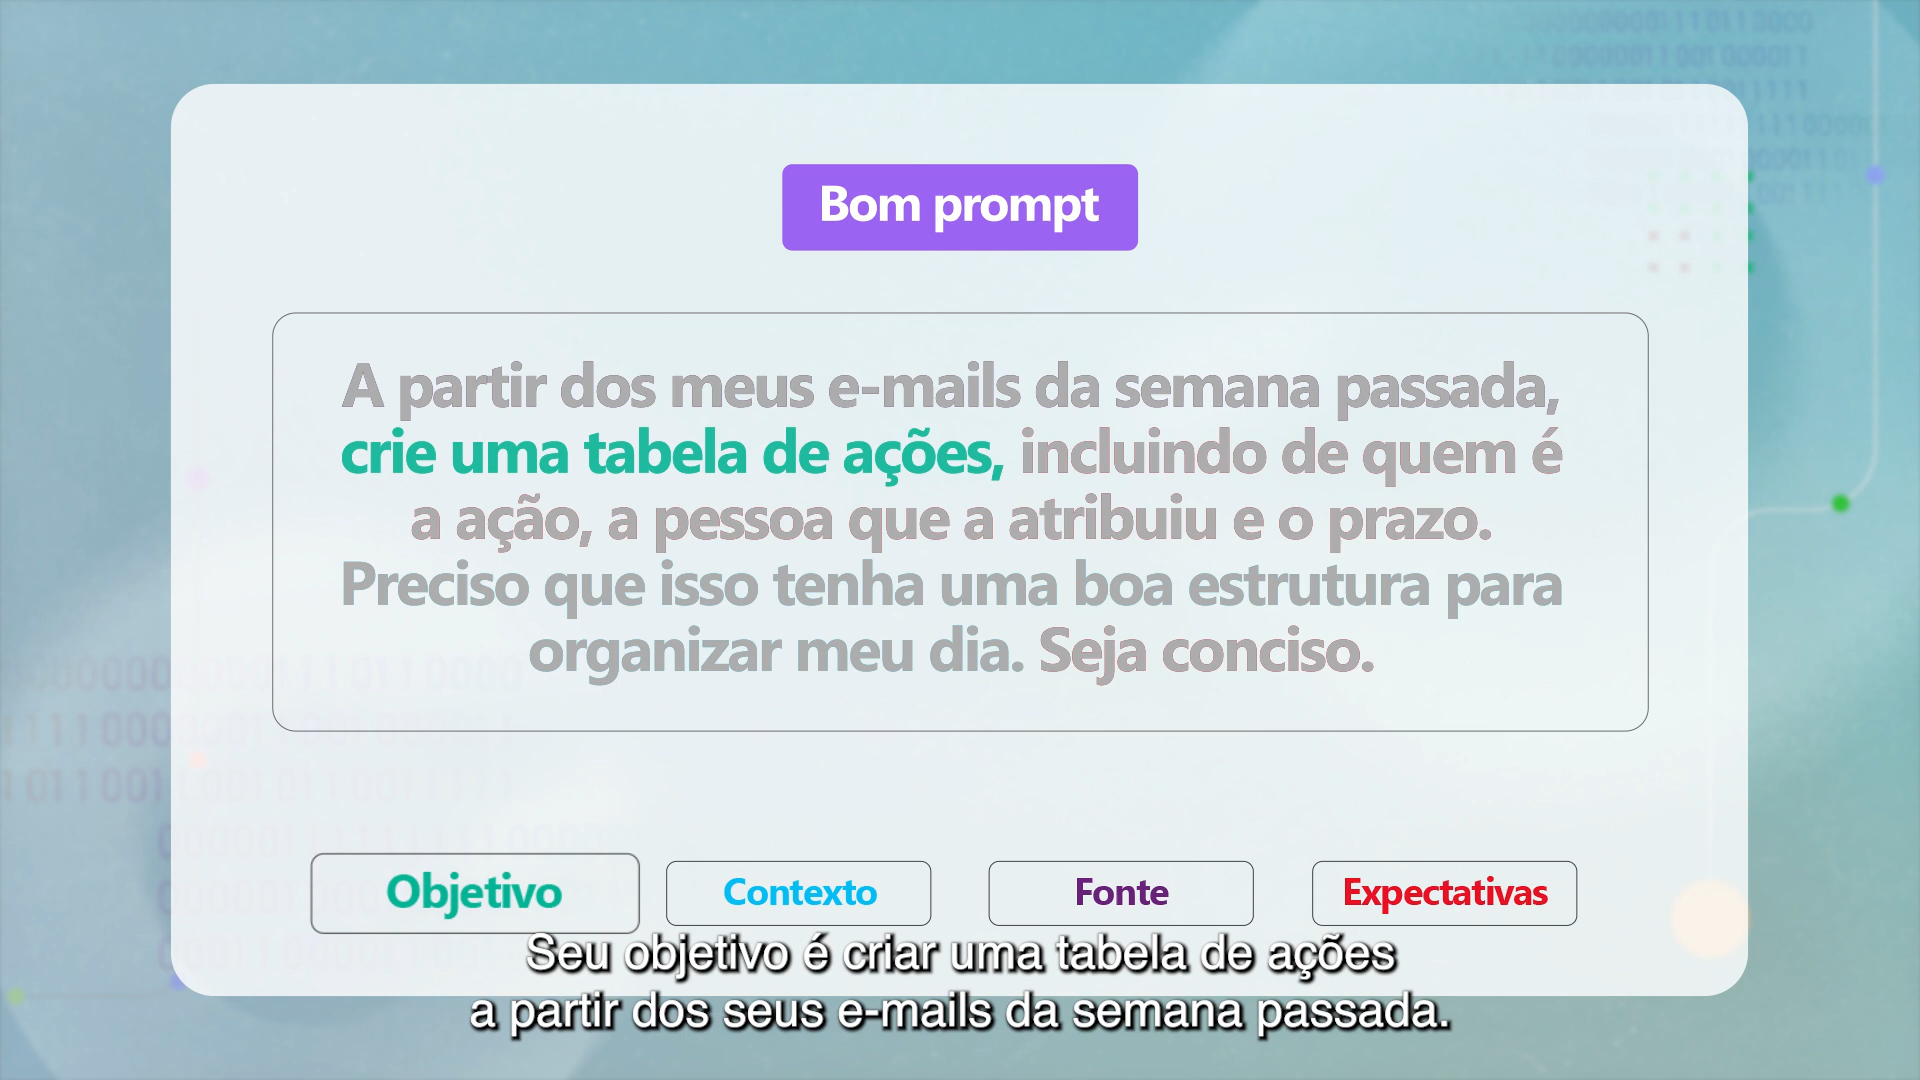 Bom prompt
A partir dos meus e-mails da semana passada,
crie uma tabela de ações, incluindo de quem é
a ação, a pessoa que a atribuiu e o prazo.
Preciso que isso tenha uma boa estrutura para
organizar meu dia. Seja conciso.
Objetivo
Contexto
Fonte
Expectativas
Seu objetivo é criar uma tabela de ações
a partir dos seus e-mails da semana passada.